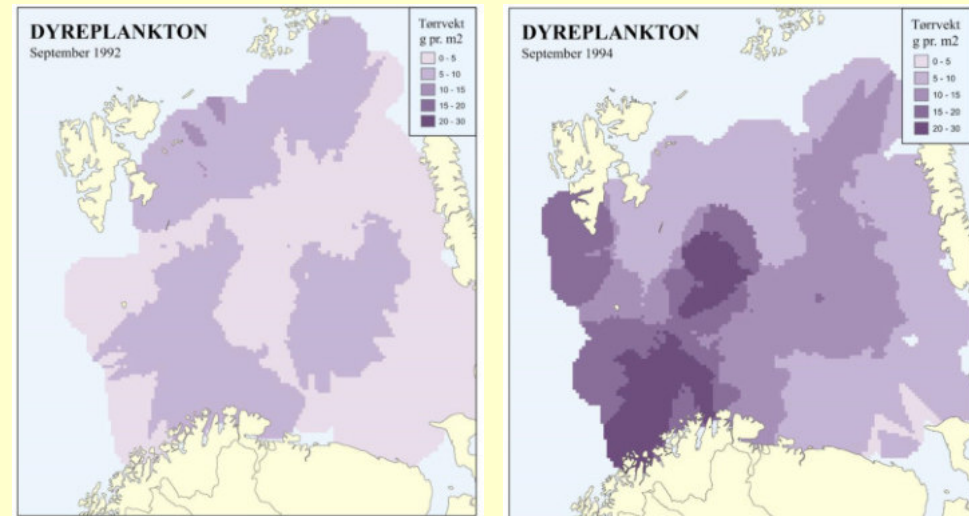 DYREPLANKTON
September 1992
Tørrvekt
g pr. m2
0 - 5
5 - 10
10 - 15
15 - 20
20 - 30
DYREPLANKTON
September 1994
Tørrvekt
g pr. m2
0 - 5
5 - 10
10 - 15
15 - 20
20 - 30